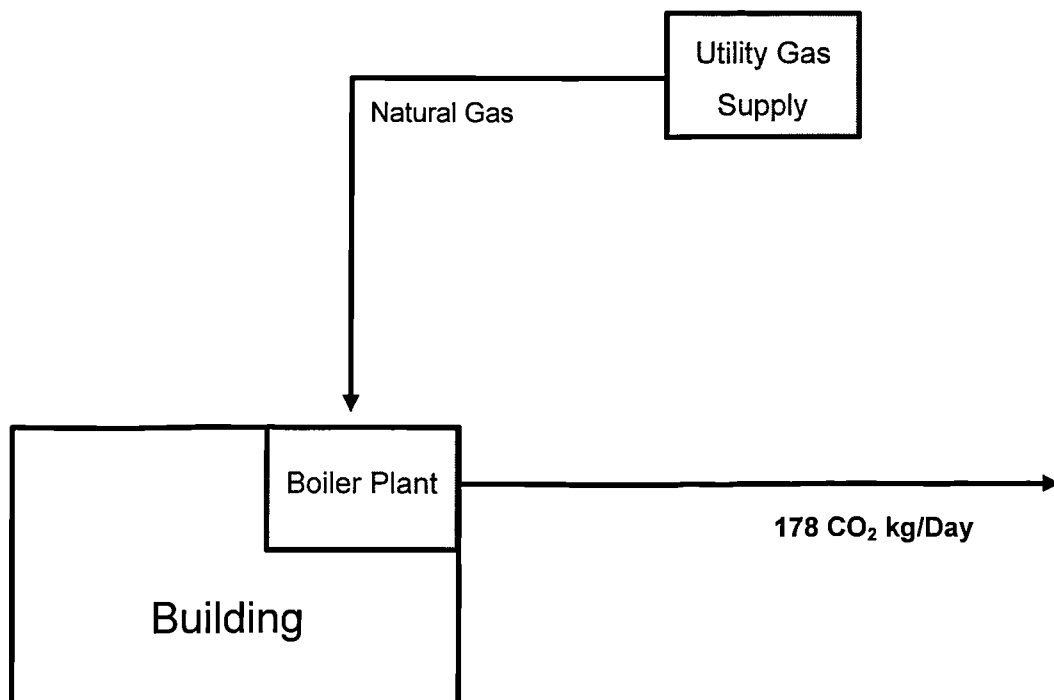 Utility Gas
Supply
Natural Gas
Boiler Plant
178 CO₂ kg/Day
Building